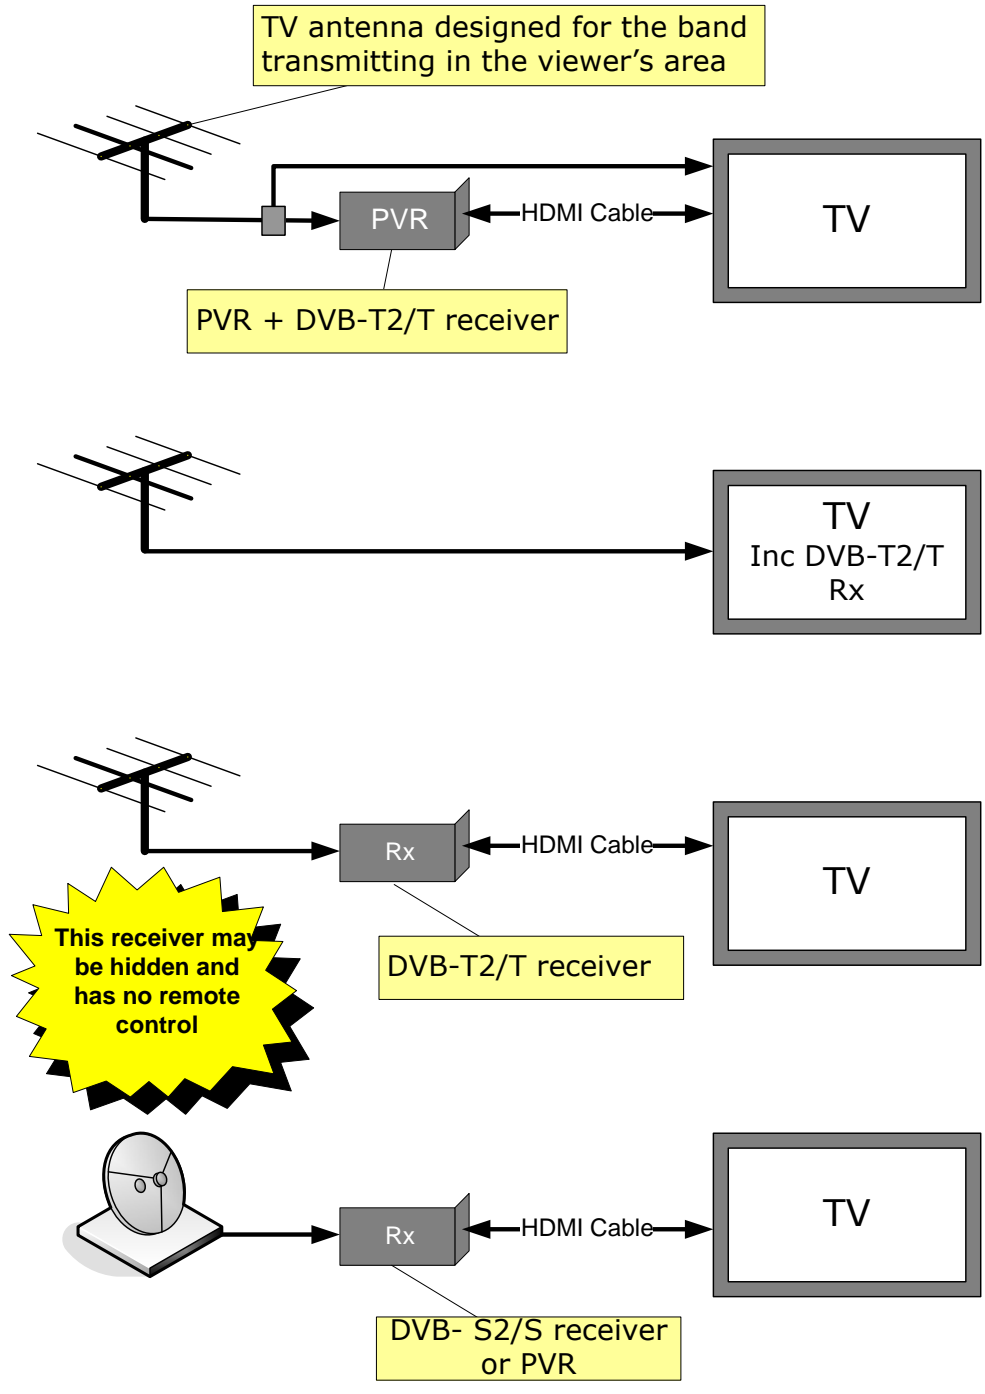 TV antenna designed for the band
transmitting in the viewer’s area
PVR
HDMI Cable
TV
PVR + DVB-T2/T receiver
TV
Inc DVB-T2/T
Rx
Rx
HDMI Cable
TV
This receiver may
be hidden and
has no remote
control
DVB-T2/T receiver
Rx
HDMI Cable
TV
DVB- S2/S receiver
or PVR